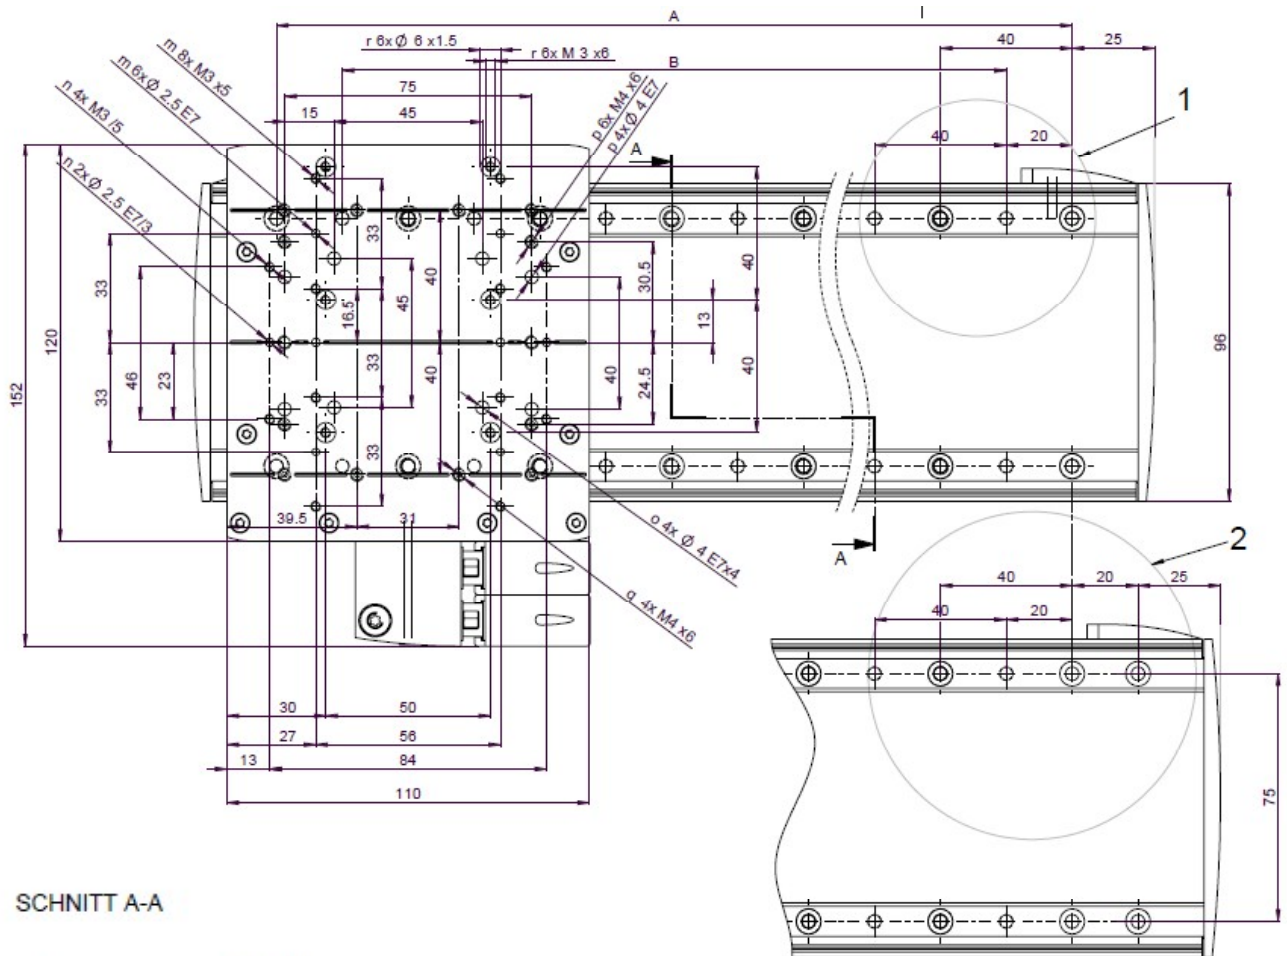 A
r 6x Ø 6 x1.5
r 6x M 3 x6
40
25
B
m 8x M3 x5
m 6x Ø 2.5 E7
75
p 6x M4 x6
p 4x Ø 4 E7
1
n 4x M3 /5
15
45
A
40
20
n 2x Ø 2.5 E7/3
33
40
33
40
30.5
16.5
45
13
120
152
46
23
33
33
40
40
24.5
40
96
33
39.5
31
A
o 4x Ø 4 E7x4
2
q 4x M4 x6
40
20
25
40
20
30
50
27
56
13
84
110
75
SCHNITT A-A